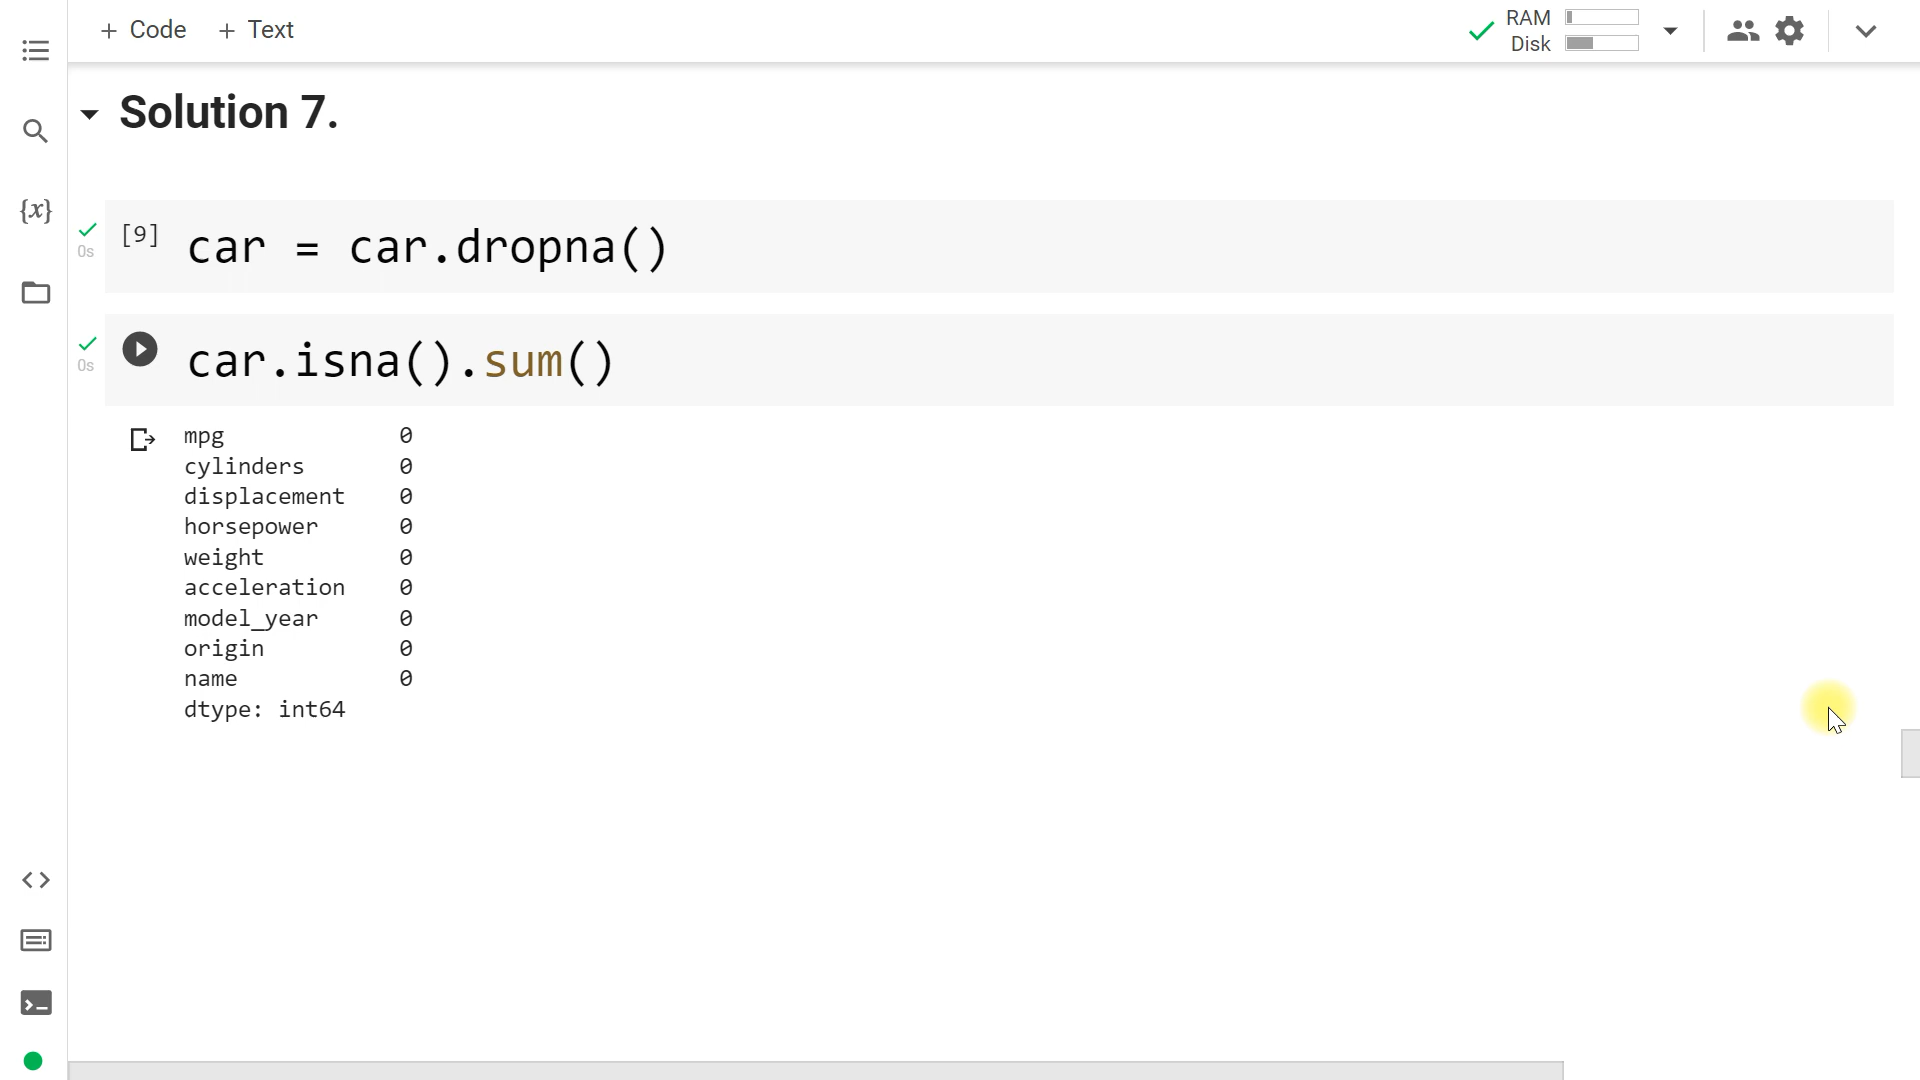 + Code + Text
RAM
Disk
Solution 7.
{x}
0s
[9] car = car.dropna()
0s
car.isna().sum()
mpg 0
cylinders 0
displacement 0
horsepower 0
weight 0
acceleration 0
model_year 0
origin 0
name 0
dtype: int64